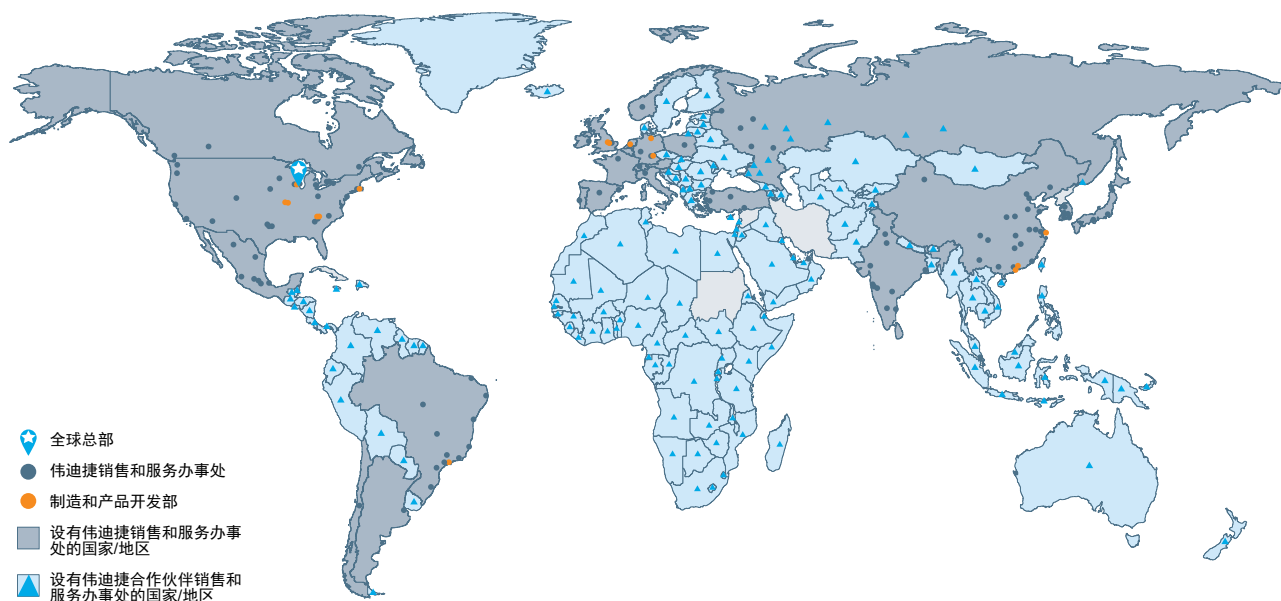 全球总部
伟迪捷销售和服务办事处
制造和产品开发部
设有伟迪捷销售和服务办事
处的国家/地区
设有伟迪捷合作伙伴销售和
服务办事处的国家/地区